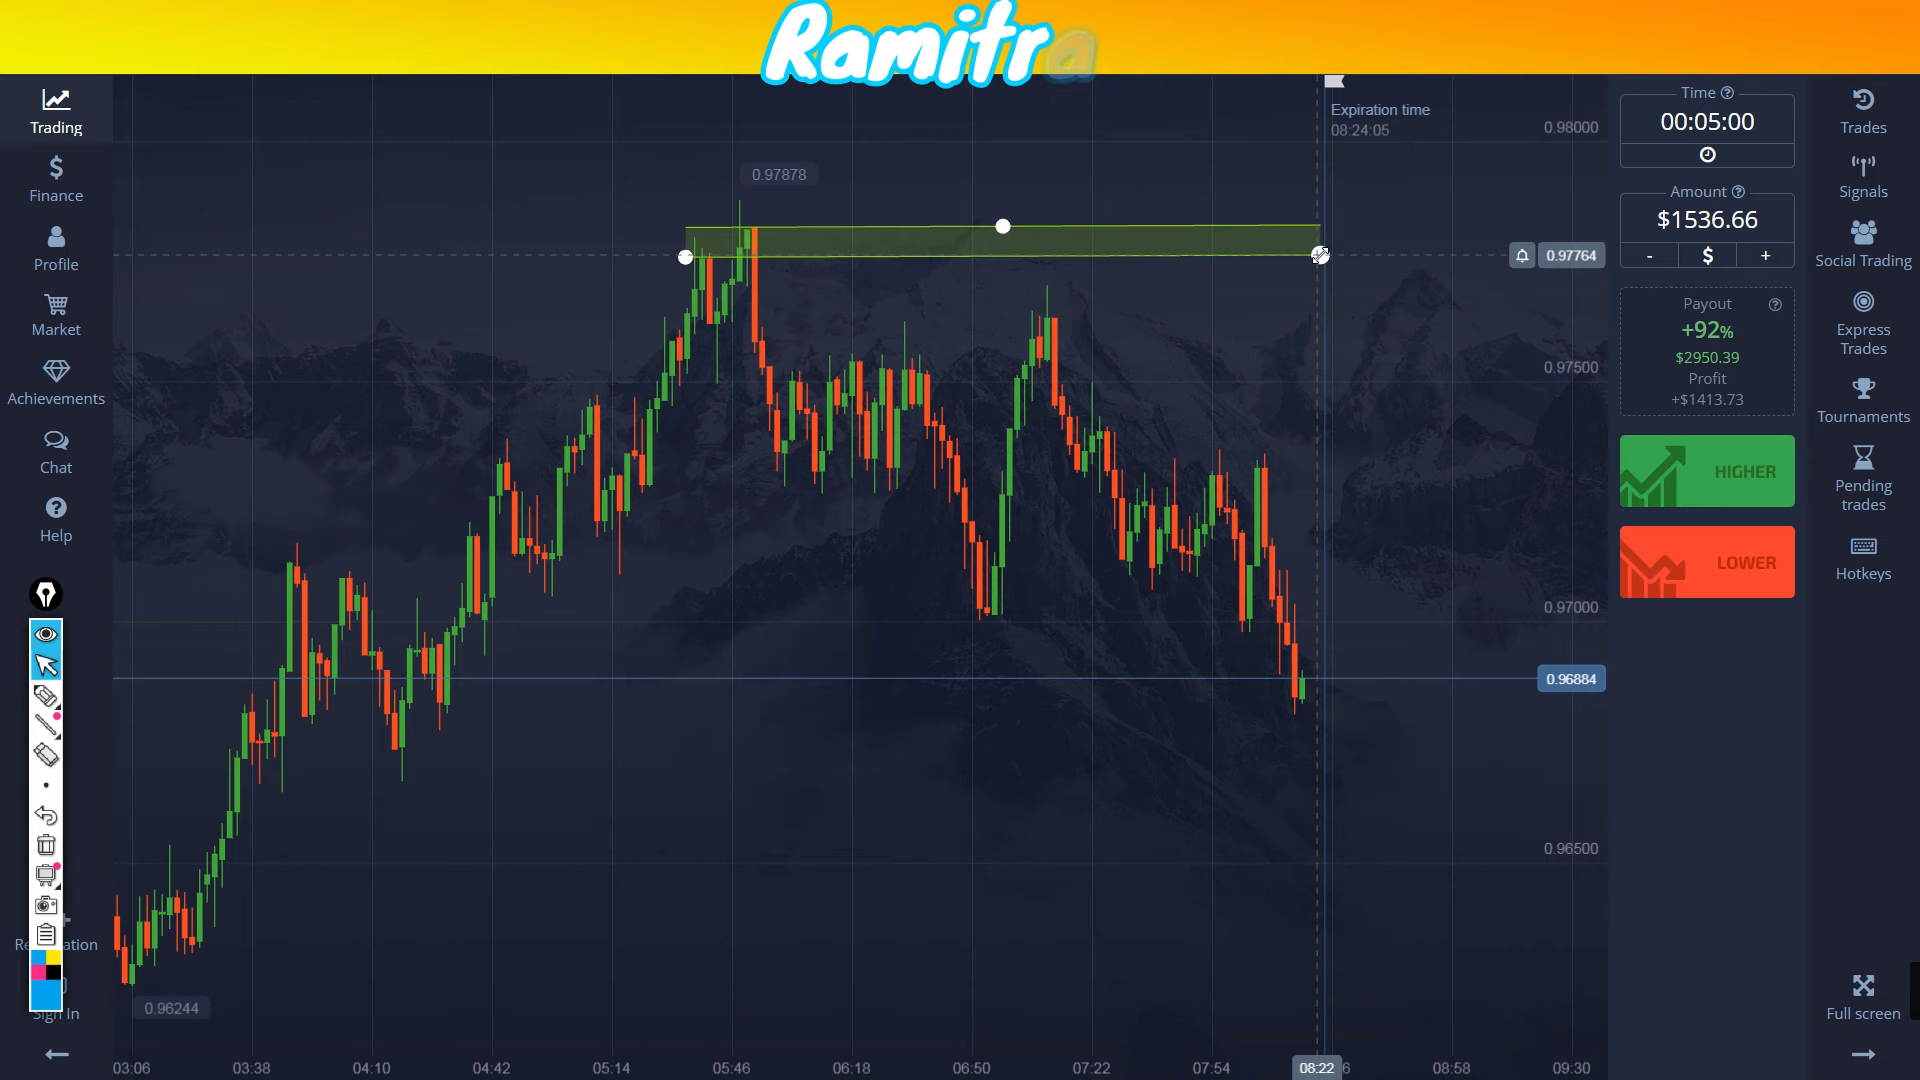 Ramitra
Trading
Finance
Profile
Market
Achievements
Chat
Help
Sign In
0.97878
0.96244
Expiration time
08:24:05
0.98000
0.97764
0.97500
0.97000
0.96884
0.96500
03:06
03:38
04:10
04:42
05:14
05:46
06:18
06:50
07:22
07:54
08:22
08:58
09:30
Time
00:05:00
Amount
$1536.66
- $ +
Payout
+92%
$2950.39
Profit
+$1413.73
HIGHER
LOWER
Trades
Signals
Social Trading
Express
Trades
Tournaments
Pending
trades
Hotkeys
Full screen